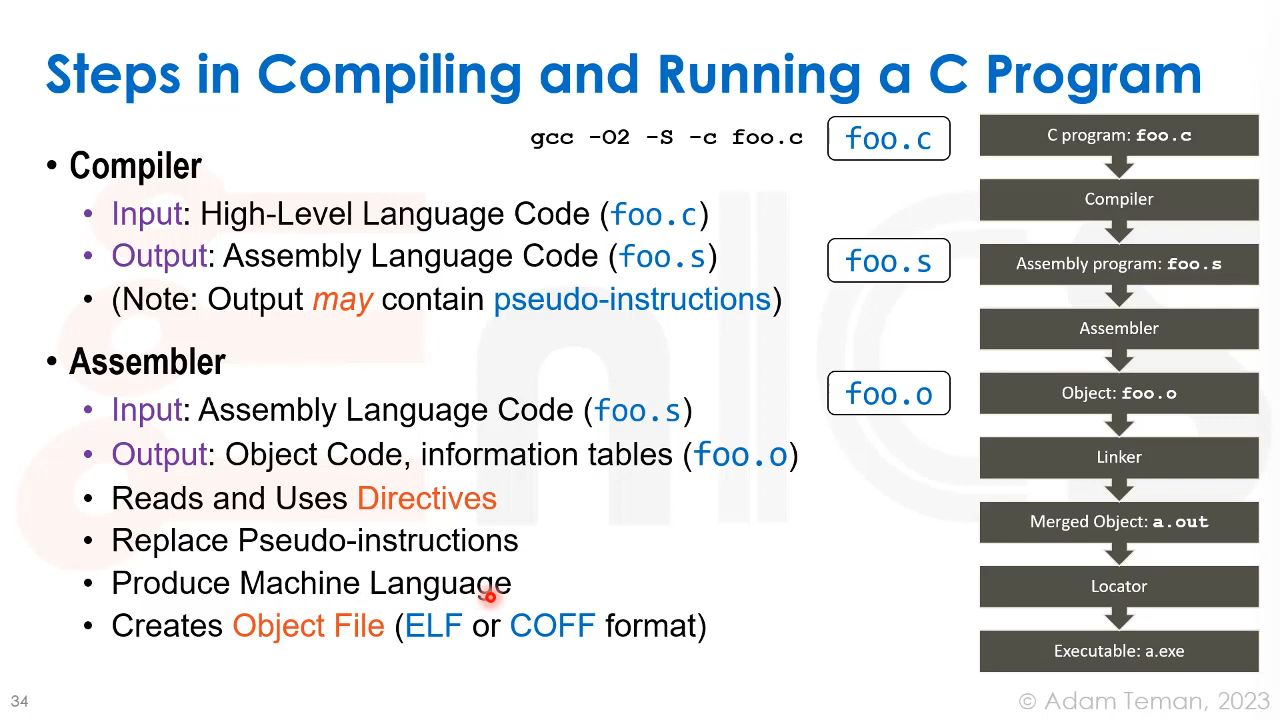 Steps in Compiling and Running a C Program
gcc -O2 -S -c foo.c
foo.c
• Compiler
• Input: High-Level Language Code (foo.c)
• Output: Assembly Language Code (foo.s)
• (Note: Output may contain pseudo-instructions)
foo.s
• Assembler
• Input: Assembly Language Code (foo.s)
• Output: Object Code, information tables (foo.o)
• Reads and Uses Directives
• Replace Pseudo-instructions
• Produce Machine Language
• Creates Object File (ELF or COFF format)
foo.o
C program: foo.c
Compiler
Assembly program: foo.s
Assembler
Object: foo.o
Linker
Merged Object: a.out
Locator
Executable: a.exe
34
© Adam Teman, 2023